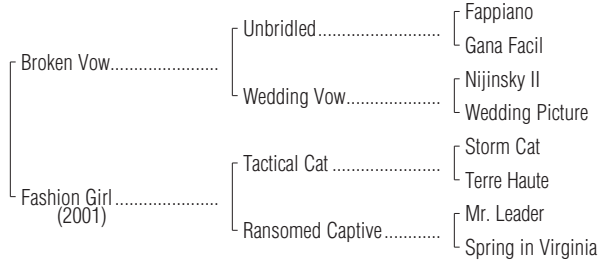 Fappiano
Unbridled..........................
Gana Facil
Broken Vow.......................
Nijinsky II
Wedding Vow....................
Wedding Picture
Storm Cat
Tactical Cat .......................
Terre Haute
Fashion Girl ......................
(2001)
Mr. Leader
Ransomed Captive............
Spring in Virginia